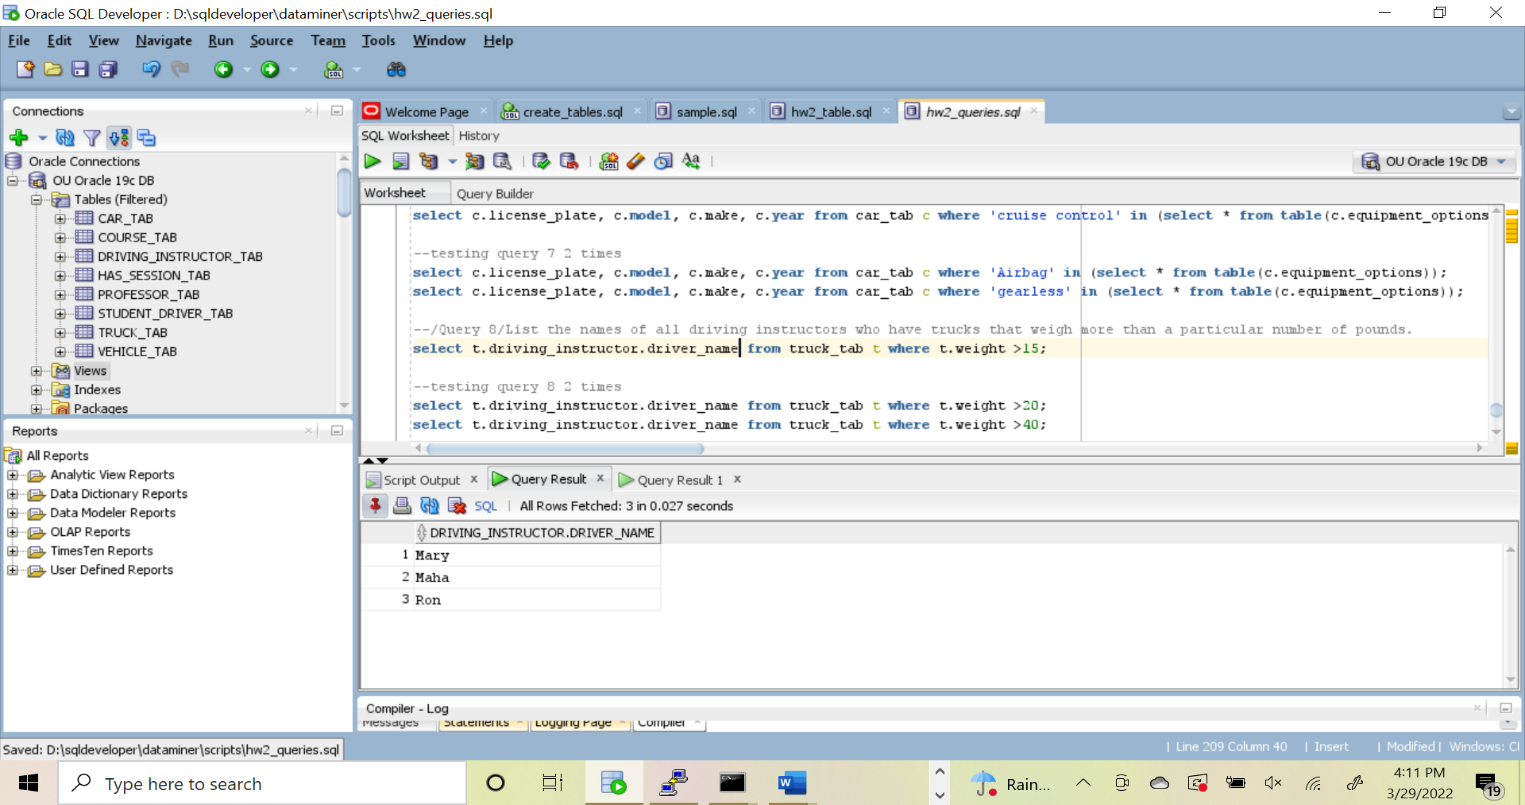 Oracle SQL Developer : D:\sqldeveloper\dataminer\scripts\hw2_queries.sql
File Edit View Navigate Run Source Team Tools Window Help
Connections
Oracle Connections
OU Oracle 19c DB
Tables (Filtered)
CAR_TAB
COURSE_TAB
DRIVING_INSTRUCTOR_TAB
HAS_SESSION_TAB
PROFESSOR_TAB
STUDENT_DRIVER_TAB
TRUCK_TAB
VEHICLE_TAB
Views
Indexes
Packages
Reports
All Reports
Analytic View Reports
Data Dictionary Reports
Data Modeler Reports
OLAP Reports
TimesTen Reports
User Defined Reports
Welcome Page create_tables.sql sample.sql hw2_table.sql hw2_queries.sql
SQL Worksheet History
OU Oracle 19c DB
Worksheet Query Builder
select c.license_plate, c.model, c.make, c.year from car_tab c where 'cruise control' in (select * from table(c.equipment_options
--testing query 7 2 times
select c.license_plate, c.model, c.make, c.year from car_tab c where 'Airbag' in (select * from table(c.equipment_options));
select c.license_plate, c.model, c.make, c.year from car_tab c where 'gearless' in (select * from table(c.equipment_options));
--/Query 8/List the names of all driving instructors who have trucks that weigh more than a particular number of pounds.
select t.driving_instructor.driver_name from truck_tab t where t.weight >15;
--testing query 8 2 times
select t.driving_instructor.driver_name from truck_tab t where t.weight >20;
select t.driving_instructor.driver_name from truck_tab t where t.weight >40;
Script Output Query Result Query Result 1
SQL All Rows Fetched: 3 in 0.027 seconds
DRIVING_INSTRUCTOR.DRIVER_NAME
1 Mary
2 Maha
3 Ron
Compiler - Log
Messages Statements Logging Page Compiler
Saved: D:\sqldeveloper\dataminer\scripts\hw2_queries.sql
Line 209 Column 40 | Insert | Modified | Windows: Cl
Type here to search
Rain...
4:11 PM
3/29/2022
19